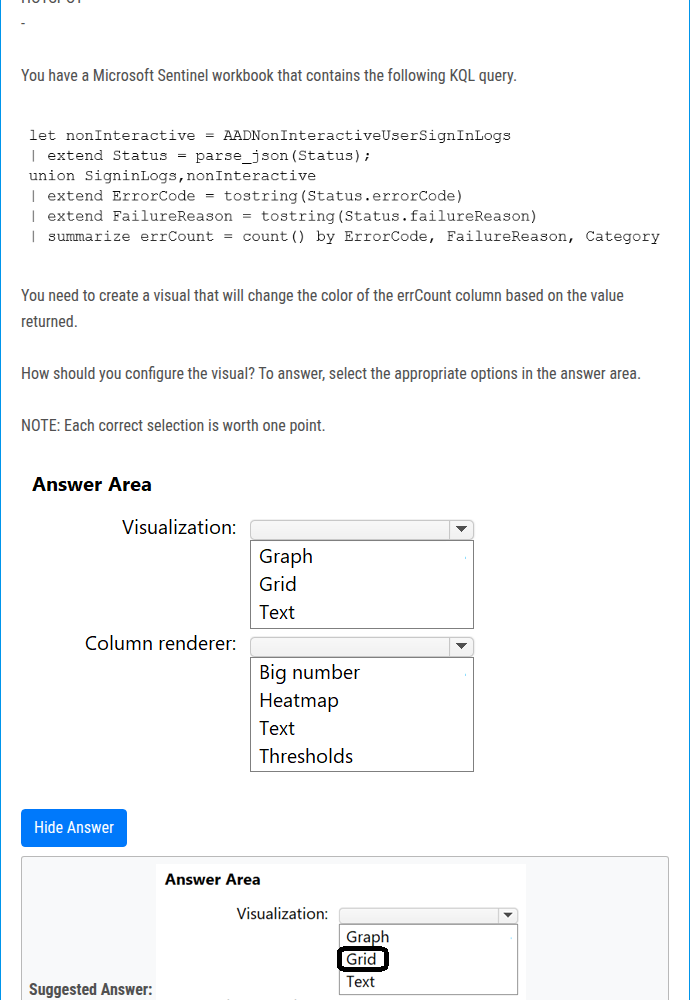 HOTSPOT
-
You have a Microsoft Sentinel workbook that contains the following KQL query.
let nonInteractive = AADNonInteractiveUserSignInLogs
| extend Status = parse_json(Status);
union SigninLogs,nonInteractive
| extend ErrorCode = tostring(Status.errorCode)
| extend FailureReason = tostring(Status.failureReason)
| summarize errCount = count() by ErrorCode, FailureReason, Category
You need to create a visual that will change the color of the errCount column based on the value
returned.
How should you configure the visual? To answer, select the appropriate options in the answer area.
NOTE: Each correct selection is worth one point.
Answer Area
Visualization:
Graph
Grid
Text
Column renderer:
Big number
Heatmap
Text
Thresholds
Hide Answer
Answer Area
Visualization:
Graph
Grid
Text
Suggested Answer: